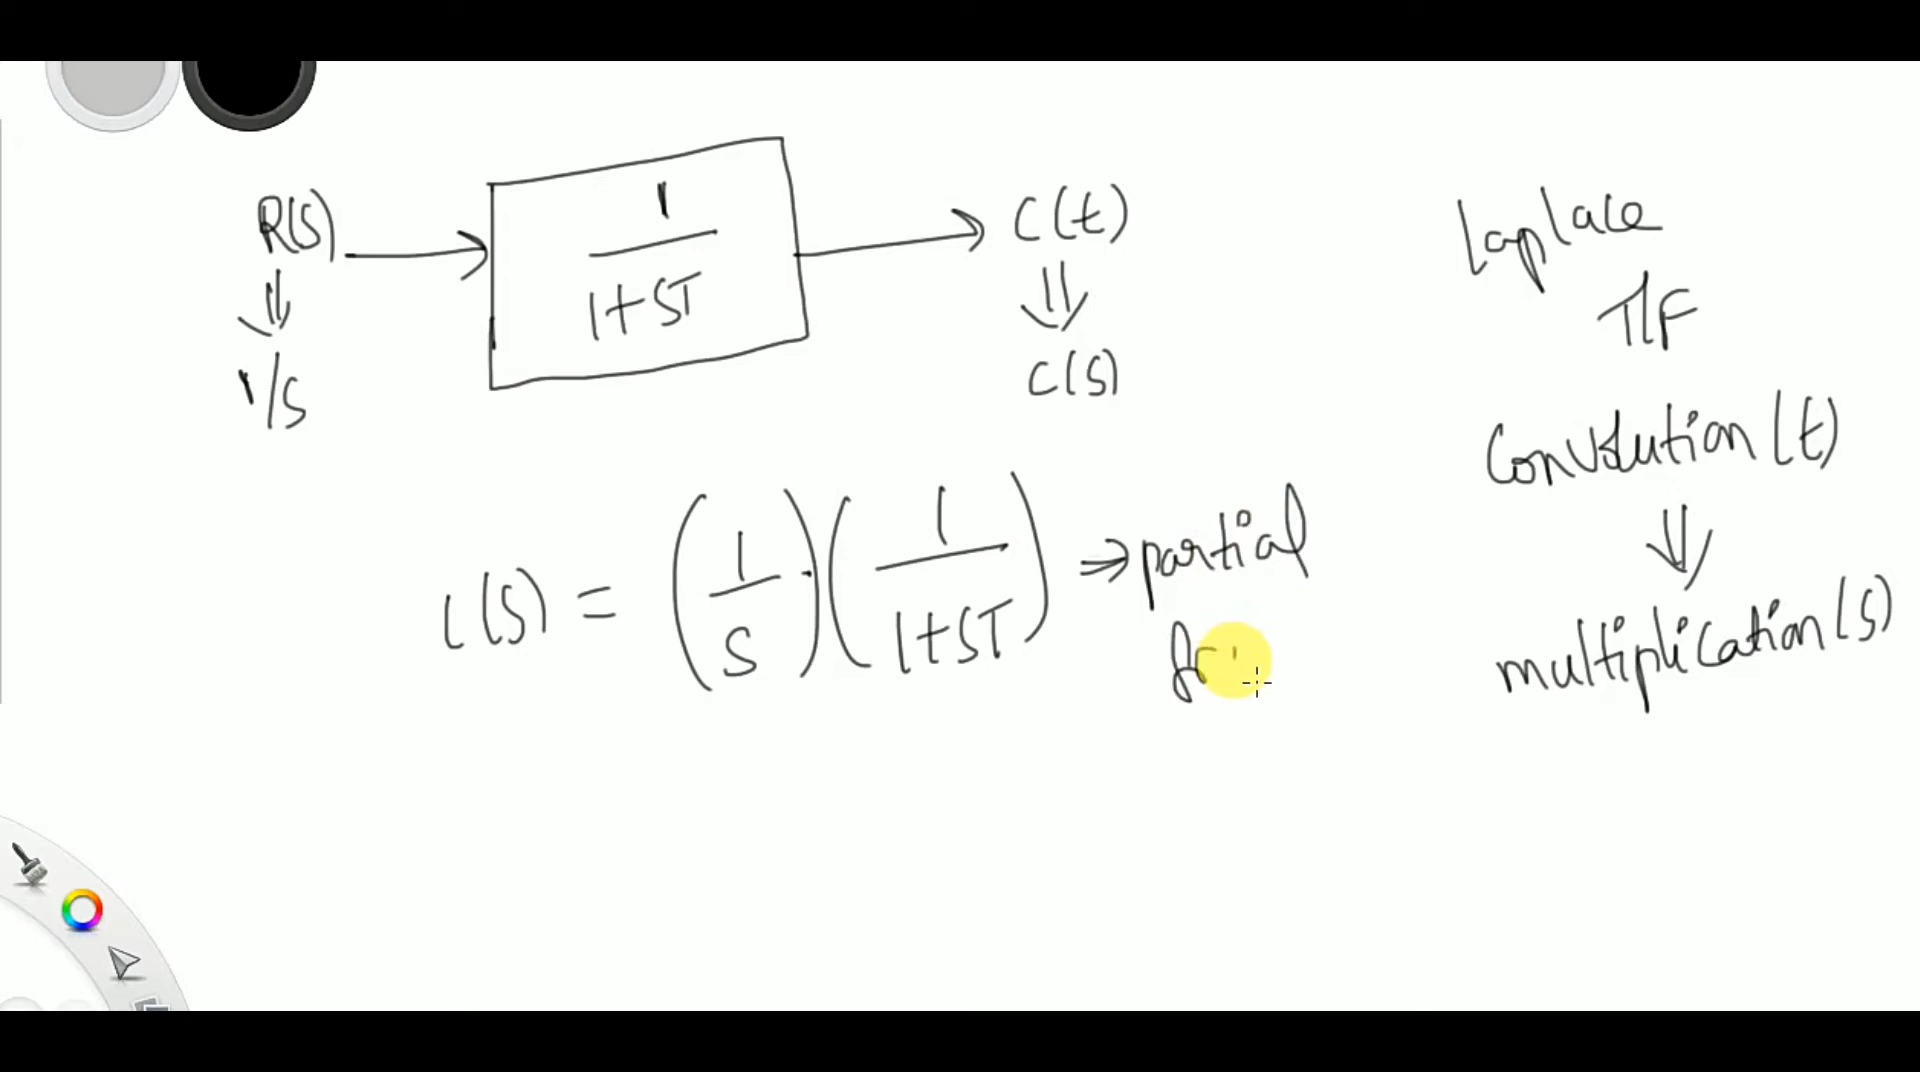 R(s)
1/s
1
1+ST
C(t)
C(s)
C(s) = (1/s) · (1/1+ST) ⇒ partial
Laplace
T/F
Convolution (t)
multiplication (s)